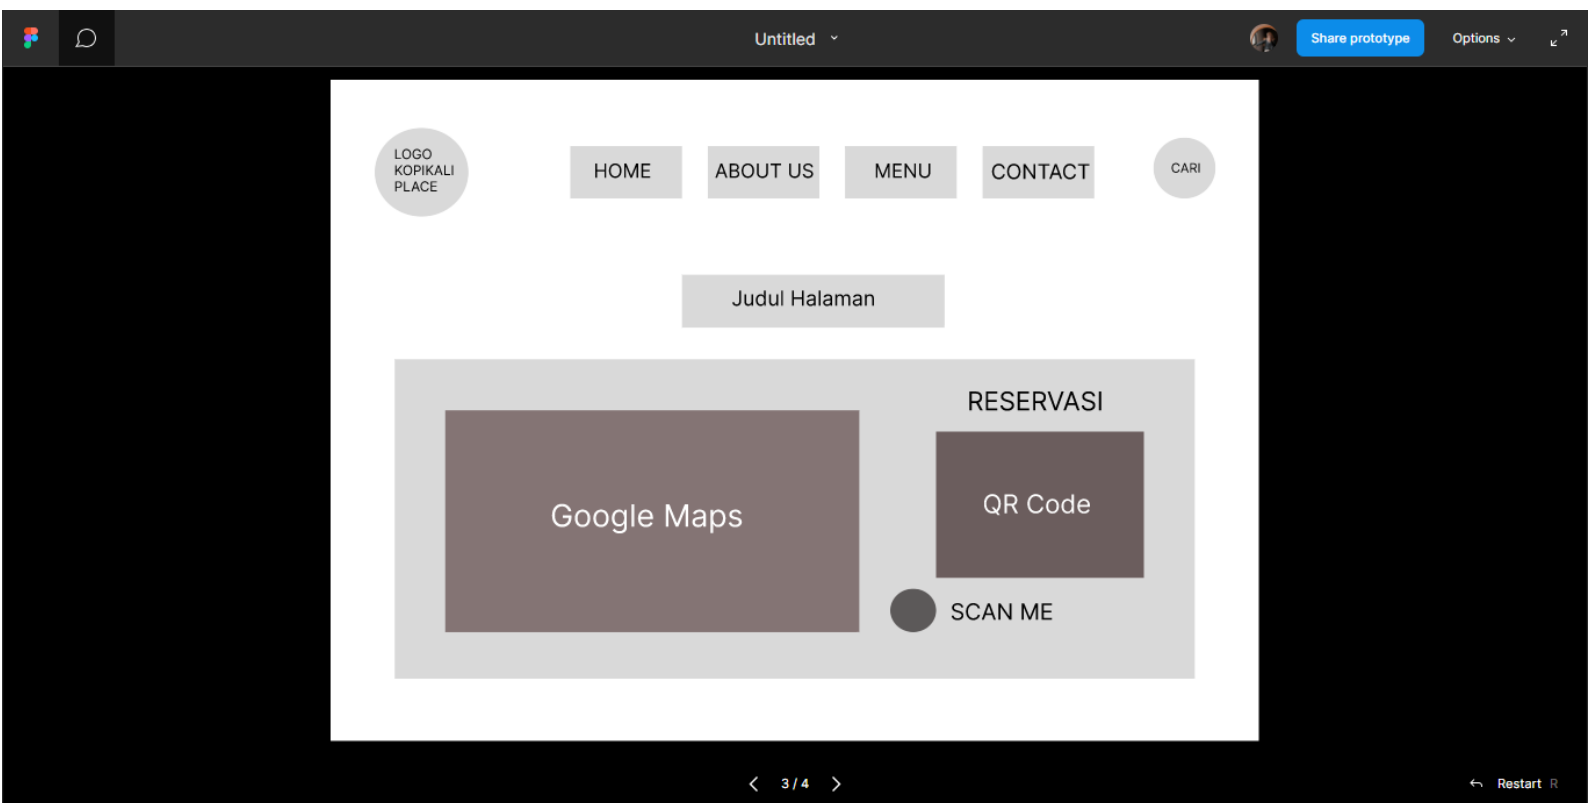 Untitled
Share prototype
Options
LOGO
KOPIKALI
PLACE
HOME
ABOUT US
MENU
CONTACT
CARI
Judul Halaman
RESERVASI
Google Maps
QR Code
SCAN ME
3 / 4
Restart R